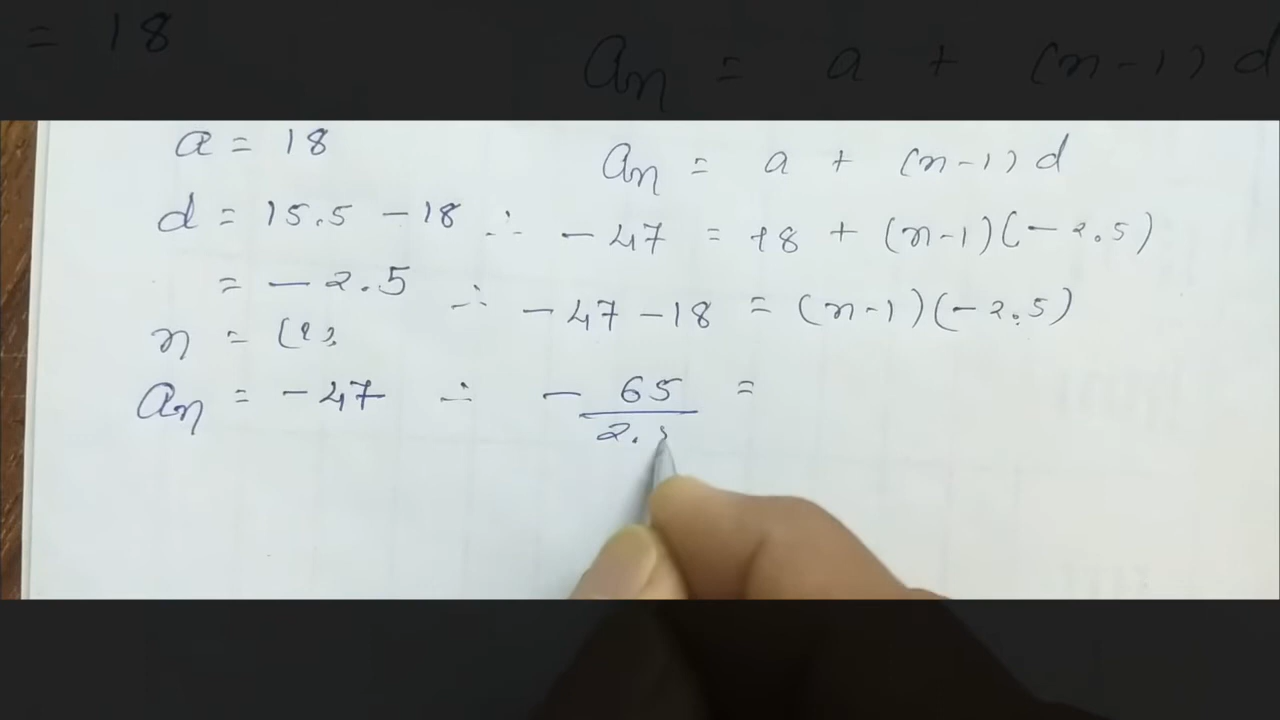 = 18 an = a + (n-1) d
a = 18 an = a + (n-1) d
d = 15.5 - 18 ∴ - 47 = 18 + (n-1)(-2.5)
= - 2.5 ∴ - 47 - 18 = (n-1)(-2.5)
n = (?)
an = - 47 ∴ - 65 =
2.